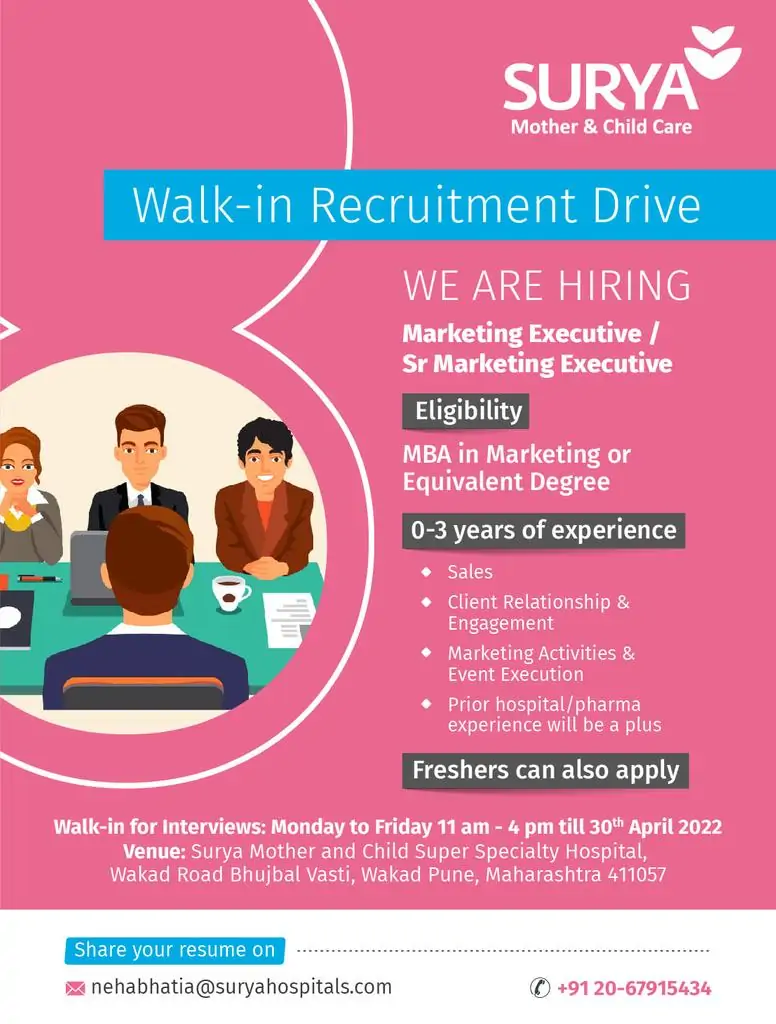 SURYA
Mother & Child Care
Walk-in Recruitment Drive
WE ARE HIRING
Marketing Executive /
Sr Marketing Executive
Eligibility
MBA in Marketing or
Equivalent Degree
0-3 years of experience
Sales
Client Relationship &
Engagement
Marketing Activities &
Event Execution
Prior hospital/pharma
experience will be a plus
Freshers can also apply
Walk-in for Interviews: Monday to Friday 11 am - 4 pm till 30th April 2022
Venue: Surya Mother and Child Super Specialty Hospital,
Wakad Road Bhujbal Vasti, Wakad Pune, Maharashtra 411057
Share your resume on
nehabhatia@suryahospitals.com
+91 20-67915434